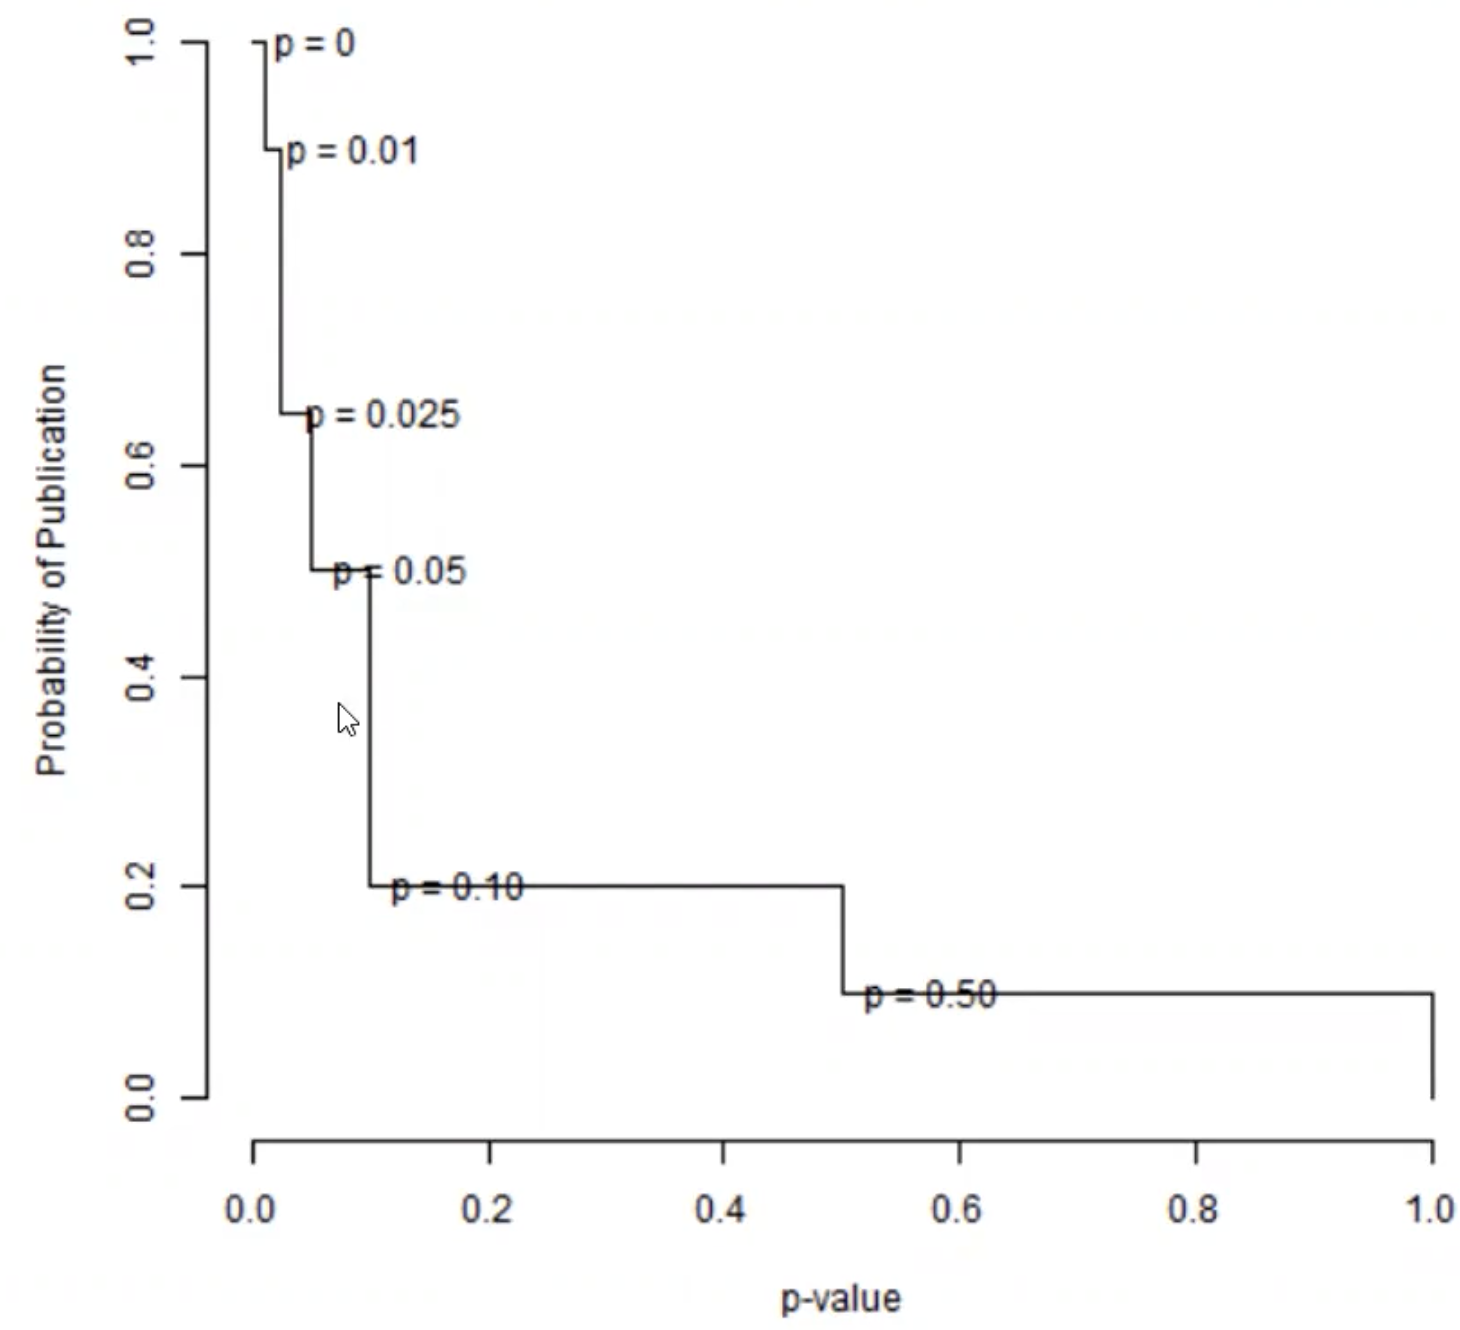 1.0
0.8
0.6
0.4
0.2
0.0
Probability of Publication
p = 0
p = 0.01
p = 0.025
p = 0.05
p = 0.10
p = 0.50
0.0 0.2 0.4 0.6 0.8 1.0
p-value